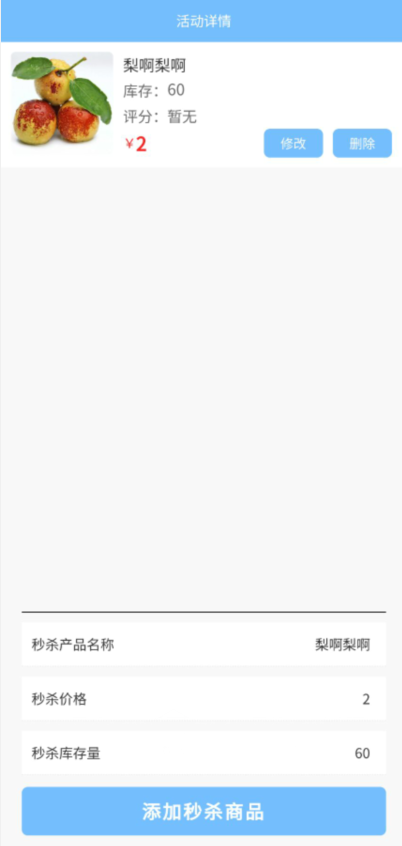 活动详情
梨啊梨啊
库存：60
评分：暂无
¥2
修改 删除
秒杀产品名称 梨啊梨啊
秒杀价格 2
秒杀库存量 60
添加秒杀商品